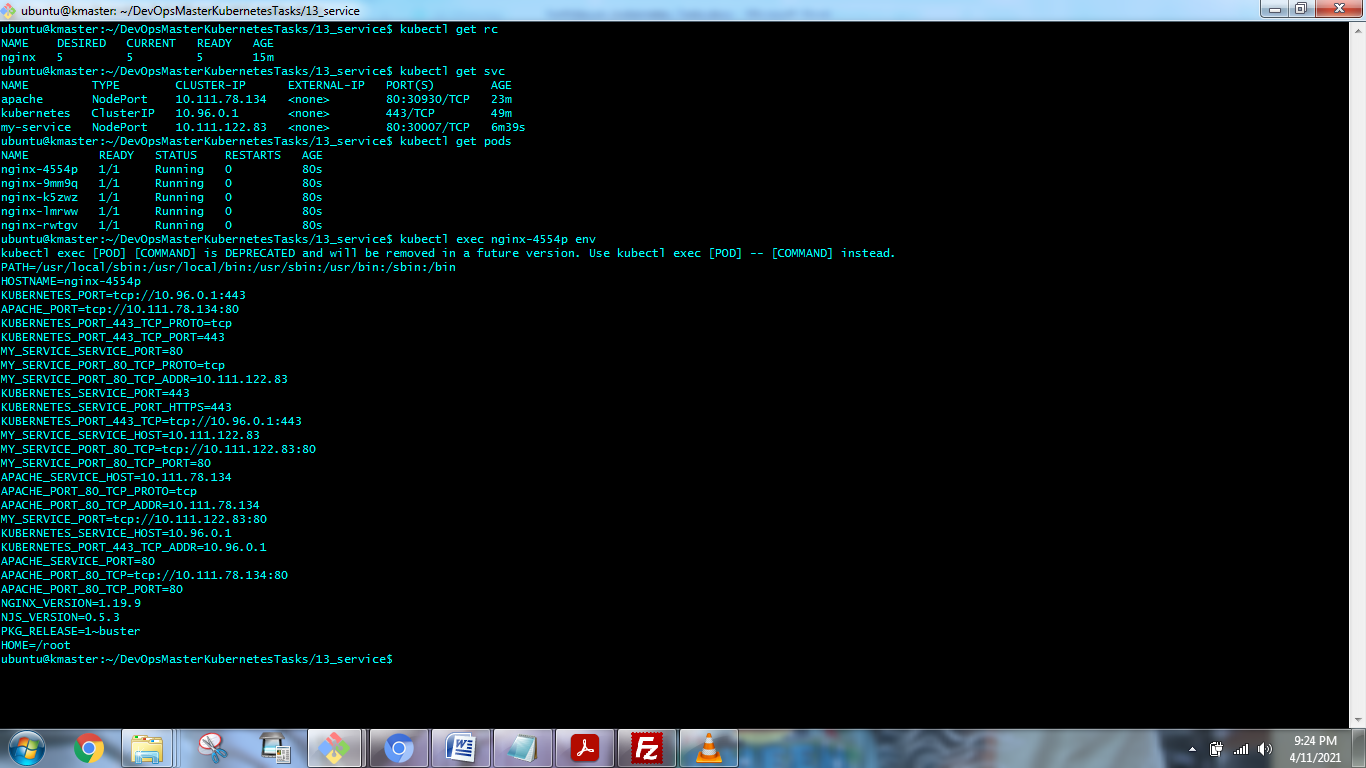 ubuntu@kmaster: ~/DevOpsMasterKubernetesTasks/13_service
ubuntu@kmaster:~/DevOpsMasterKubernetesTasks/13_service$ kubectl get rc
NAME    DESIRED   CURRENT   READY   AGE
nginx   5         5         5       15m
ubuntu@kmaster:~/DevOpsMasterKubernetesTasks/13_service$ kubectl get svc
NAME         TYPE        CLUSTER-IP      EXTERNAL-IP   PORT(S)        AGE
apache       NodePort    10.111.78.134   <none>        80:30930/TCP   23m
kubernetes   ClusterIP   10.96.0.1       <none>        443/TCP        49m
my-service   NodePort    10.111.122.83   <none>        80:30007/TCP   6m39s
ubuntu@kmaster:~/DevOpsMasterKubernetesTasks/13_service$ kubectl get pods
NAME          READY   STATUS    RESTARTS   AGE
nginx-4554p   1/1     Running   0          80s
nginx-9mm9q   1/1     Running   0          80s
nginx-k5zwz   1/1     Running   0          80s
nginx-lmrww   1/1     Running   0          80s
nginx-rwtgv   1/1     Running   0          80s
ubuntu@kmaster:~/DevOpsMasterKubernetesTasks/13_service$ kubectl exec nginx-4554p env
kubectl exec [POD] [COMMAND] is DEPRECATED and will be removed in a future version. Use kubectl exec [POD] -- [COMMAND] instead.
PATH=/usr/local/sbin:/usr/local/bin:/usr/sbin:/usr/bin:/sbin:/bin
HOSTNAME=nginx-4554p
KUBERNETES_PORT=tcp://10.96.0.1:443
APACHE_PORT=tcp://10.111.78.134:80
KUBERNETES_PORT_443_TCP_PROTO=tcp
KUBERNETES_PORT_443_TCP_PORT=443
MY_SERVICE_SERVICE_PORT=80
MY_SERVICE_PORT_80_TCP_PROTO=tcp
MY_SERVICE_PORT_80_TCP_ADDR=10.111.122.83
KUBERNETES_SERVICE_PORT=443
KUBERNETES_SERVICE_PORT_HTTPS=443
KUBERNETES_PORT_443_TCP=tcp://10.96.0.1:443
MY_SERVICE_SERVICE_HOST=10.111.122.83
MY_SERVICE_PORT_80_TCP=tcp://10.111.122.83:80
MY_SERVICE_PORT_80_TCP_PORT=80
APACHE_SERVICE_HOST=10.111.78.134
APACHE_PORT_80_TCP_PROTO=tcp
APACHE_PORT_80_TCP_ADDR=10.111.78.134
MY_SERVICE_PORT=tcp://10.111.122.83:80
KUBERNETES_SERVICE_HOST=10.96.0.1
KUBERNETES_PORT_443_TCP_ADDR=10.96.0.1
APACHE_SERVICE_PORT=80
APACHE_PORT_80_TCP=tcp://10.111.78.134:80
APACHE_PORT_80_TCP_PORT=80
NGINX_VERSION=1.19.9
NJS_VERSION=0.5.3
PKG_RELEASE=1~buster
HOME=/root
ubuntu@kmaster:~/DevOpsMasterKubernetesTasks/13_service$
9:24 PM
4/11/2021